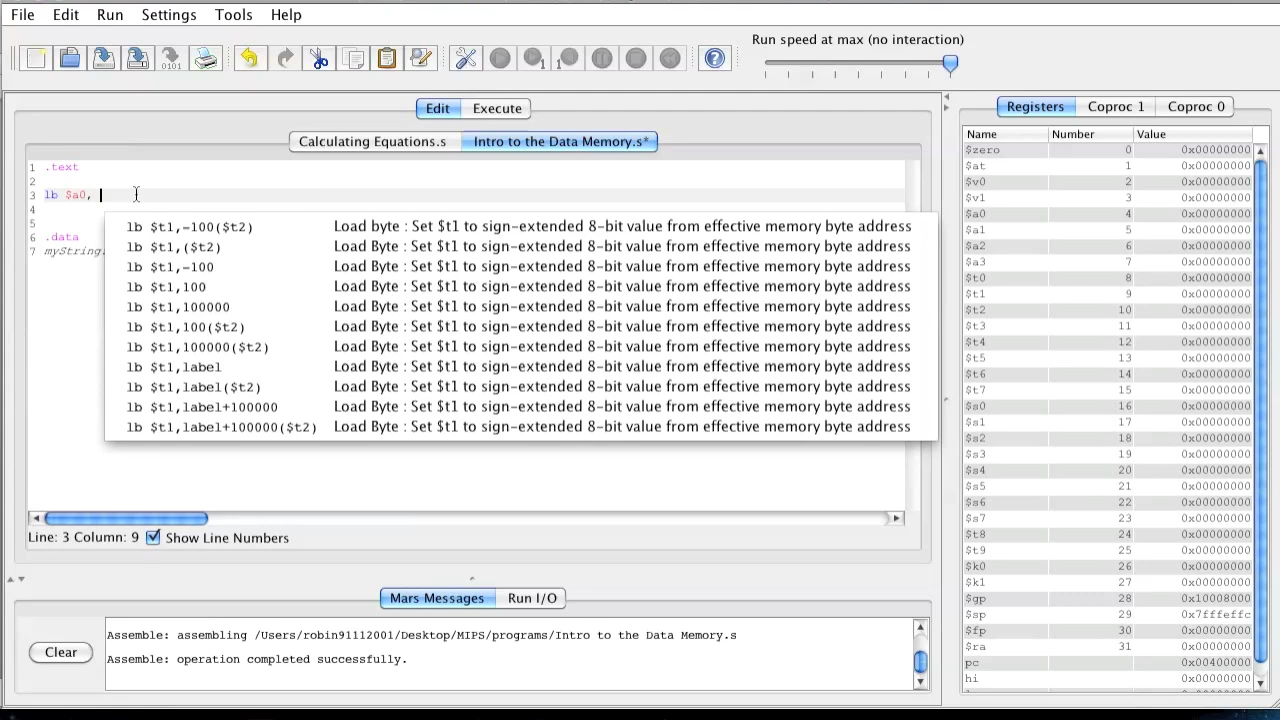 File Edit Run Settings Tools Help
Run speed at max (no interaction)
Edit Execute
Calculating Equations.s Intro to the Data Memory.s*
1 .text
2
3 lb $a0,
4
5
6 .data
7 myString:
lb $t1,-100($t2) Load byte : Set $t1 to sign-extended 8-bit value from effective memory byte address
lb $t1,($t2) Load Byte : Set $t1 to sign-extended 8-bit value from effective memory byte address
lb $t1,-100 Load Byte : Set $t1 to sign-extended 8-bit value from effective memory byte address
lb $t1,100 Load Byte : Set $t1 to sign-extended 8-bit value from effective memory byte address
lb $t1,100000 Load Byte : Set $t1 to sign-extended 8-bit value from effective memory byte address
lb $t1,100($t2) Load Byte : Set $t1 to sign-extended 8-bit value from effective memory byte address
lb $t1,100000($t2) Load Byte : Set $t1 to sign-extended 8-bit value from effective memory byte address
lb $t1,label Load Byte : Set $t1 to sign-extended 8-bit value from effective memory byte address
lb $t1,label($t2) Load Byte : Set $t1 to sign-extended 8-bit value from effective memory byte address
lb $t1,label+100000 Load Byte : Set $t1 to sign-extended 8-bit value from effective memory byte address
lb $t1,label+100000($t2) Load Byte : Set $t1 to sign-extended 8-bit value from effective memory byte address
Line: 3 Column: 9 Show Line Numbers
Mars Messages Run I/O
Clear
Assemble: assembling /Users/robin91112001/Desktop/MIPS/programs/Intro to the Data Memory.s
Assemble: operation completed successfully.
Registers Coproc 1 Coproc 0
Name Number Value
$zero 0 0x00000000
$at 1 0x00000000
$v0 2 0x00000000
$v1 3 0x00000000
$a0 4 0x00000000
$a1 5 0x00000000
$a2 6 0x00000000
$a3 7 0x00000000
$t0 8 0x00000000
$t1 9 0x00000000
$t2 10 0x00000000
$t3 11 0x00000000
$t4 12 0x00000000
$t5 13 0x00000000
$t6 14 0x00000000
$t7 15 0x00000000
$s0 16 0x00000000
$s1 17 0x00000000
$s2 18 0x00000000
$s3 19 0x00000000
$s4 20 0x00000000
$s5 21 0x00000000
$s6 22 0x00000000
$s7 23 0x00000000
$t8 24 0x00000000
$t9 25 0x00000000
$k0 26 0x00000000
$k1 27 0x00000000
$gp 28 0x10008000
$sp 29 0x7fffeffc
$fp 30 0x00000000
$ra 31 0x00000000
pc 0x00400000
hi 0x00000000